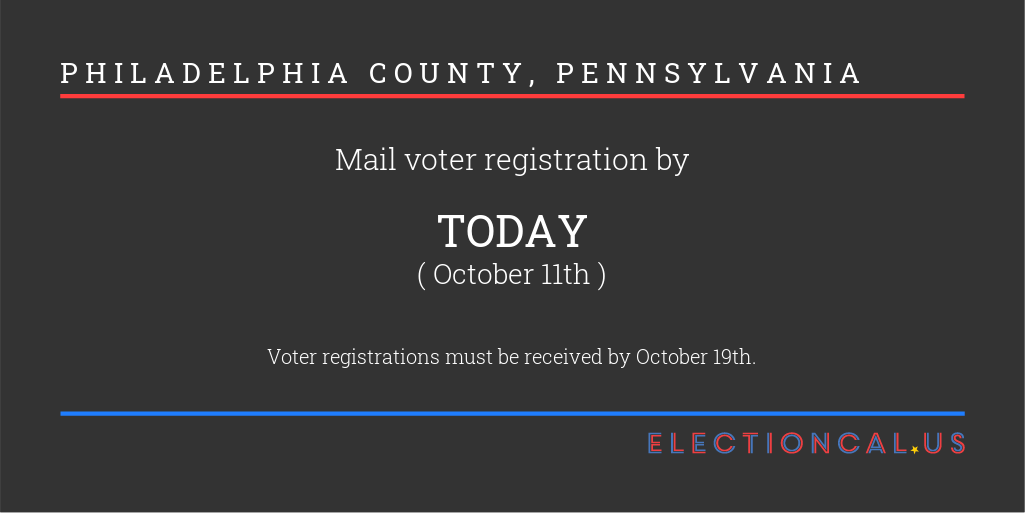 PHILADELPHIA COUNTY, PENNSYLVANIA
Mail voter registration by
TODAY
( October 11th )
Voter registrations must be received by October 19th.
ELECTIONCAL.US